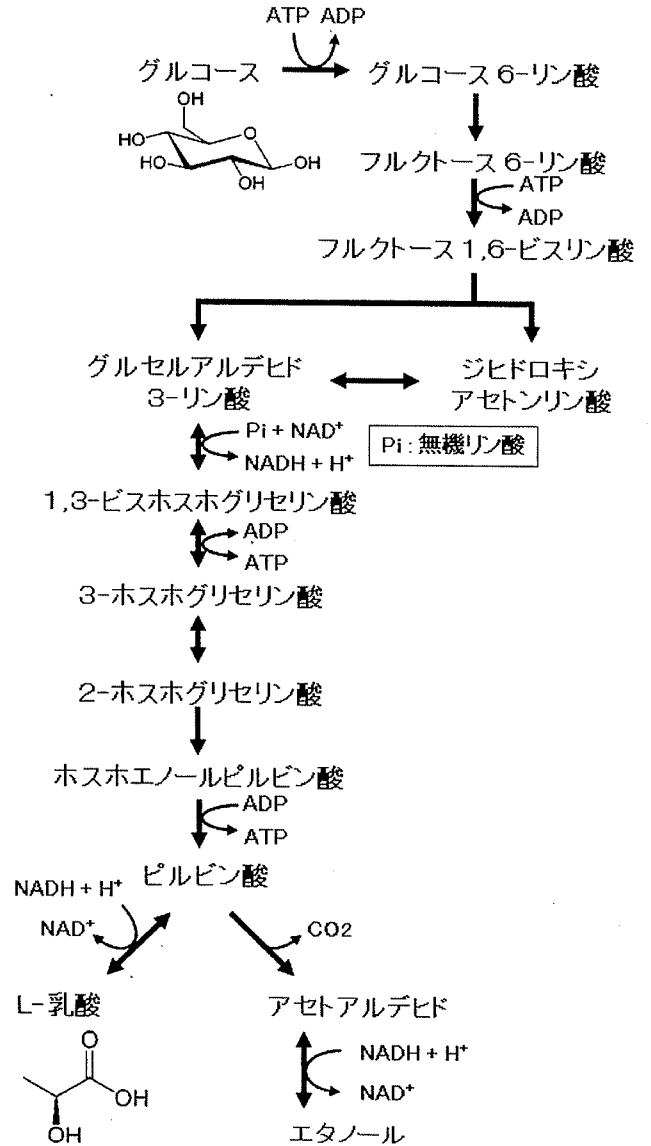 ATP ADP
グルコース
グルコース 6-リン酸
OH
HO
O
HO
OH
OH
フルクトース 6-リン酸
ATP
ADP
フルクトース 1,6-ビスリン酸
グルセルアルデヒド
3-リン酸
ジヒドロキシ
アセトンリン酸
Pi + NAD⁺
NADH + H⁺
Pi : 無機リン酸
1,3-ビスホスホグリセリン酸
ADP
ATP
3-ホスホグリセリン酸
2-ホスホグリセリン酸
ホスホエノールピルビン酸
ADP
ATP
ピルビン酸
NADH + H⁺
NAD⁺
CO2
L-乳酸
アセトアルデヒド
O
OH
OH
NADH + H⁺
NAD⁺
エタノール